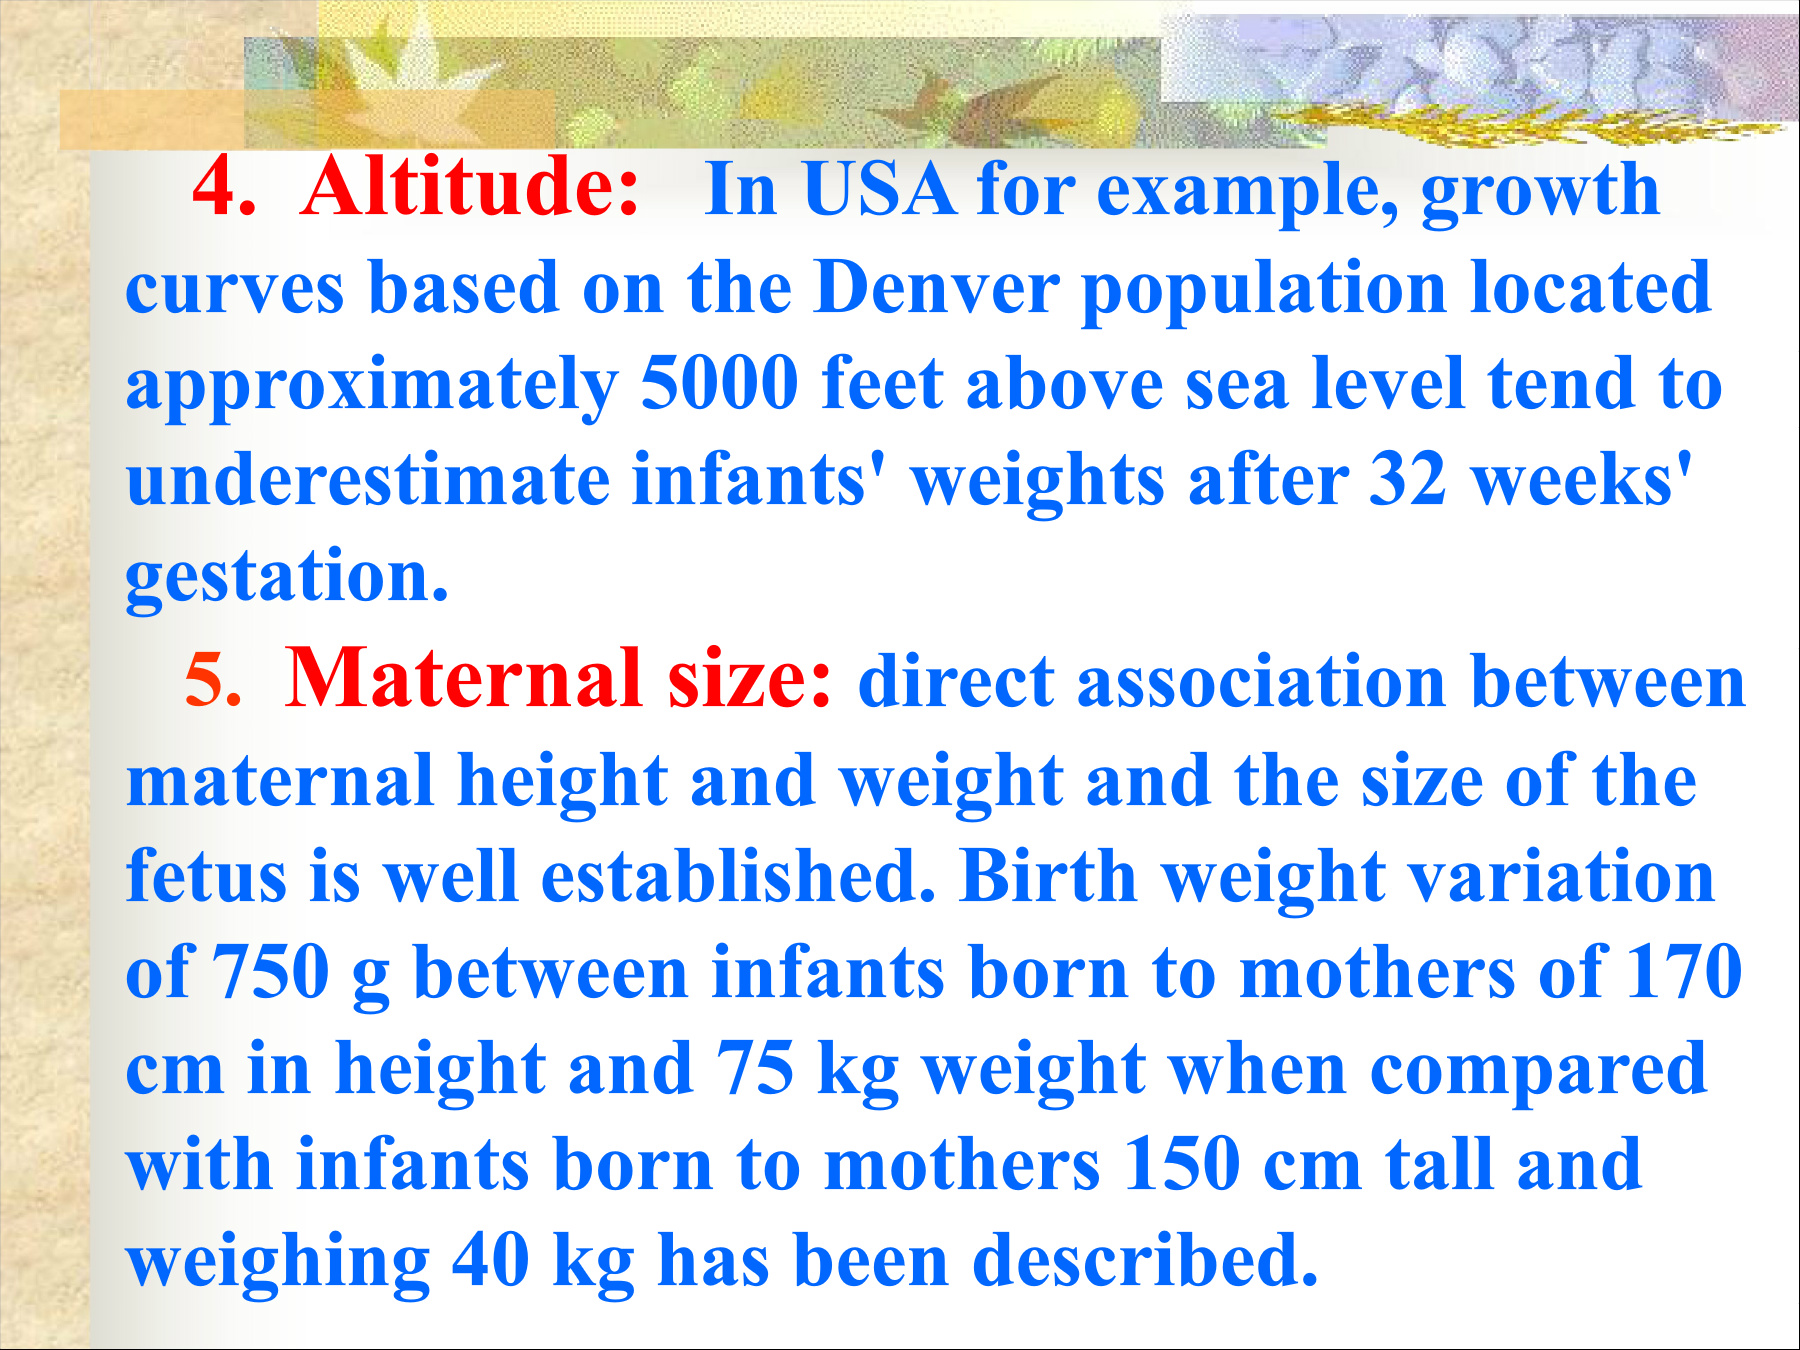 4. Altitude: In USA for example, growth
curves based on the Denver population located
approximately 5000 feet above sea level tend to
underestimate infants' weights after 32 weeks'
gestation.
5. Maternal size: direct association between
maternal height and weight and the size of the
fetus is well established. Birth weight variation
of 750 g between infants born to mothers of 170
cm in height and 75 kg weight when compared
with infants born to mothers 150 cm tall and
weighing 40 kg has been described.